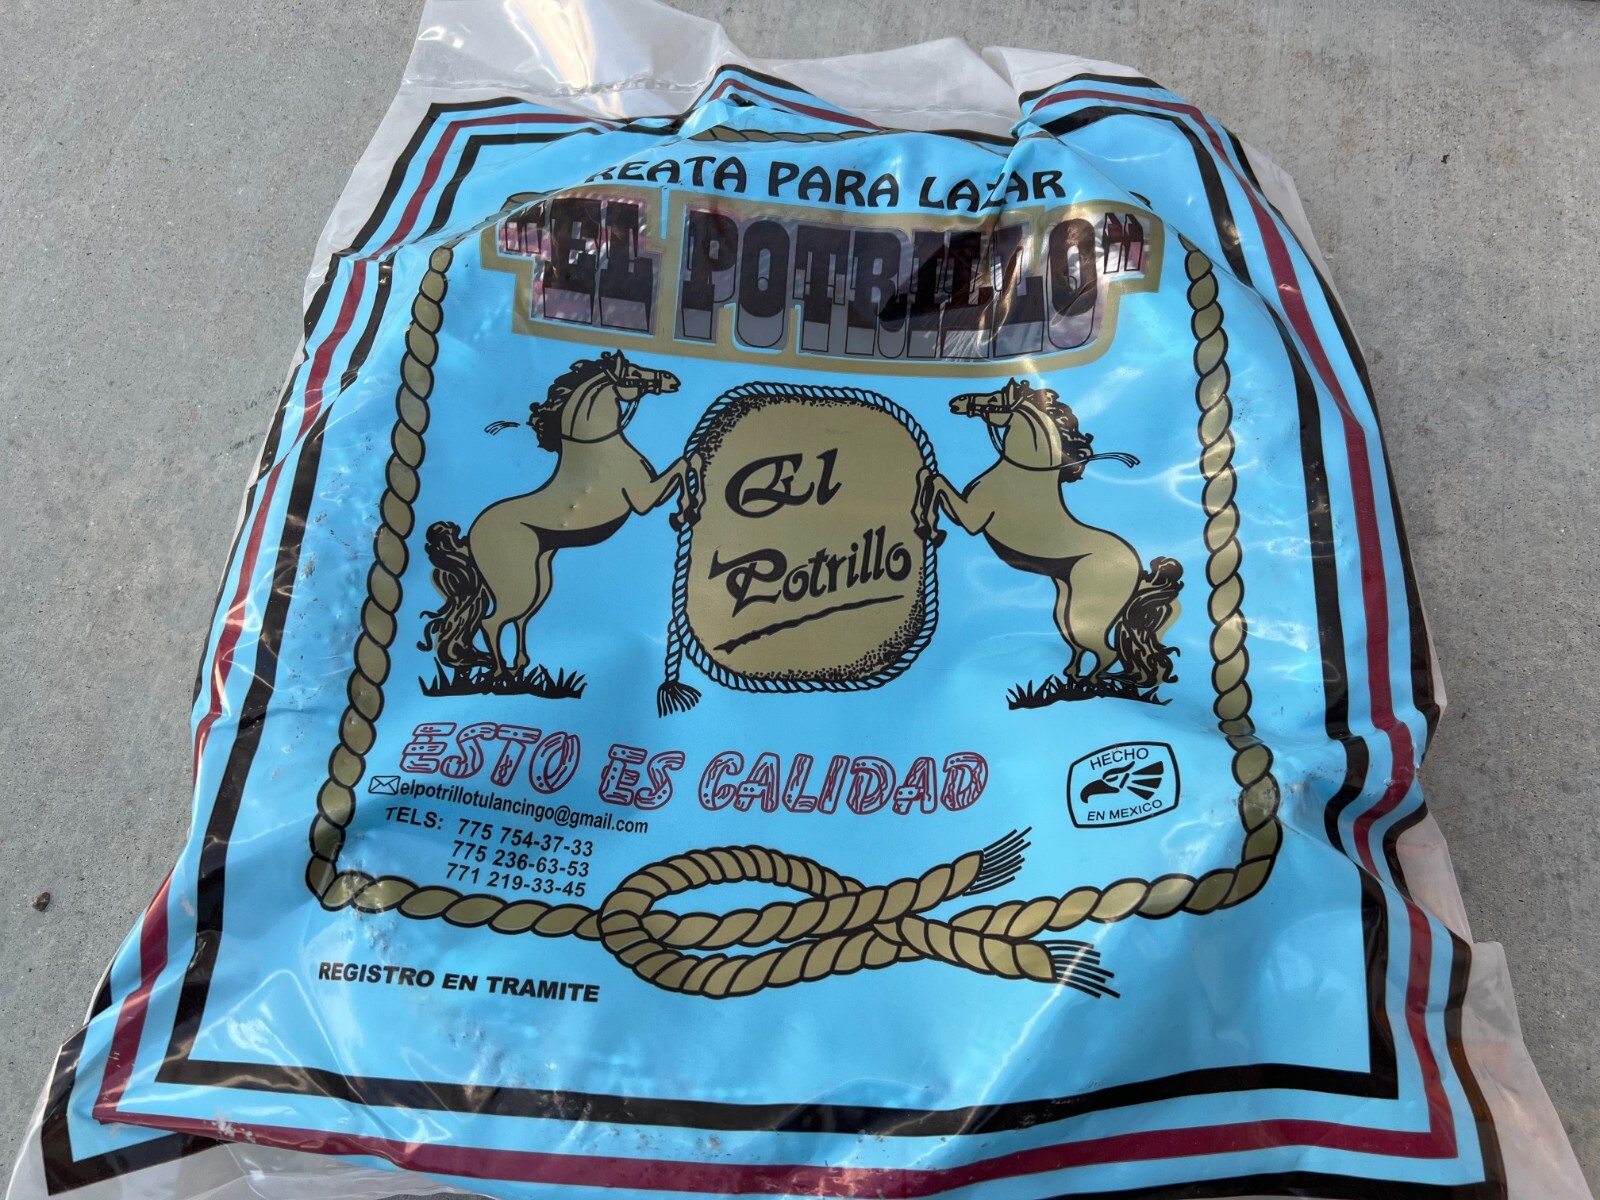 REATA PARA LAZAR
"EL POTRILLO"
El
Potrillo
ESTO ES CALIDAD
elpotrillotulancingo@gmail.com
TELS: 775 754-37-33
775 236-63-53
771 219-33-45
HECHO
EN MEXICO
REGISTRO EN TRAMITE